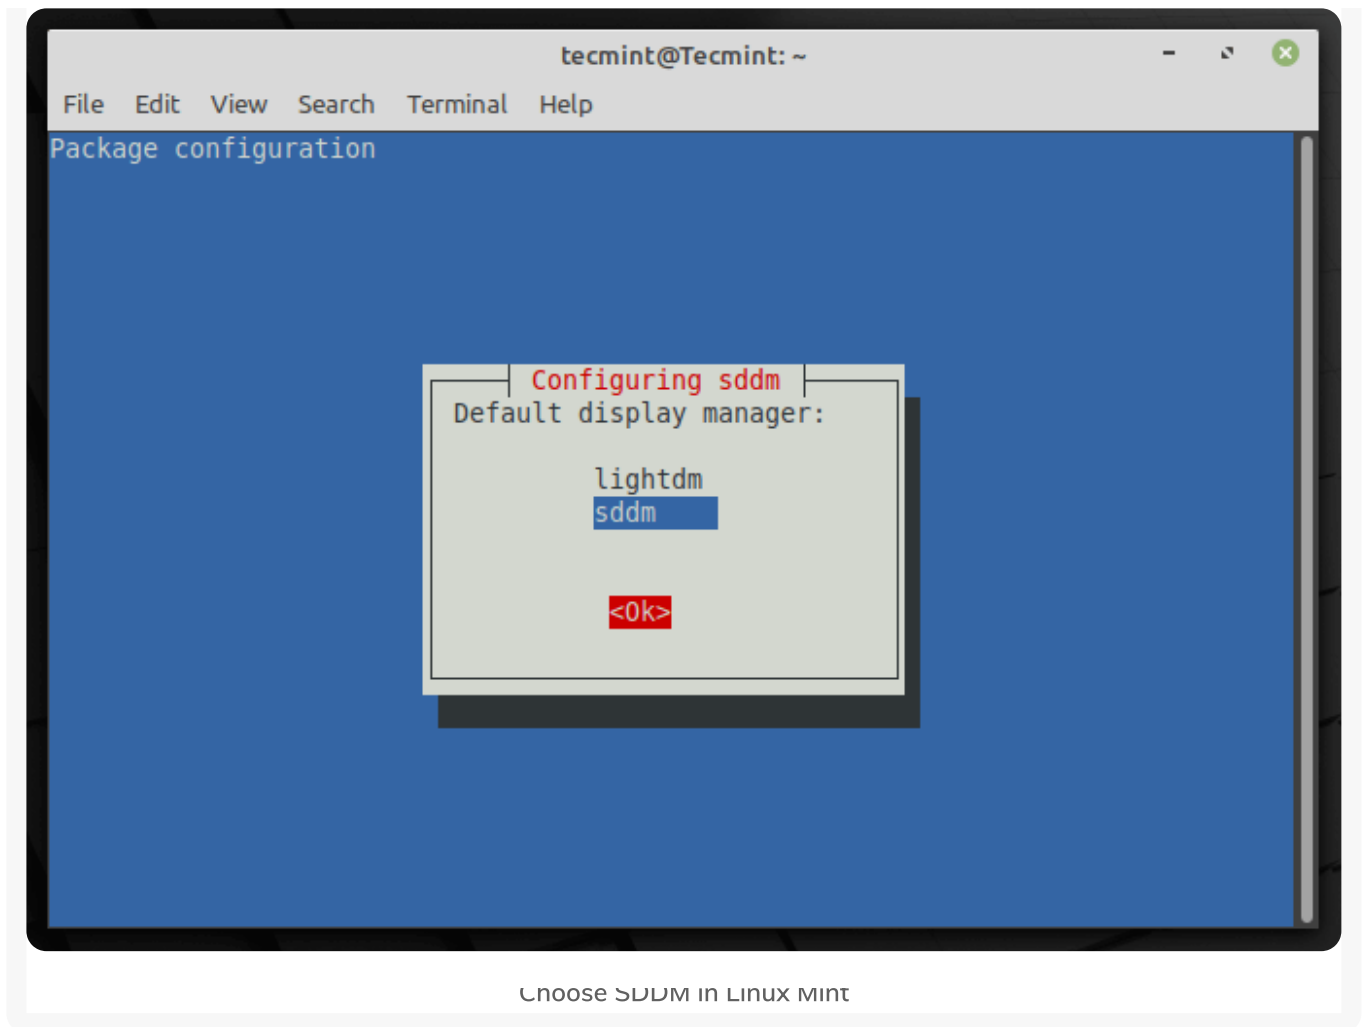 tecmint@Tecmint: ~
File Edit View Search Terminal Help
Package configuration
Configuring sddm
Default display manager:
lightdm
sddm
<Ok>
Choose SDDM in Linux Mint